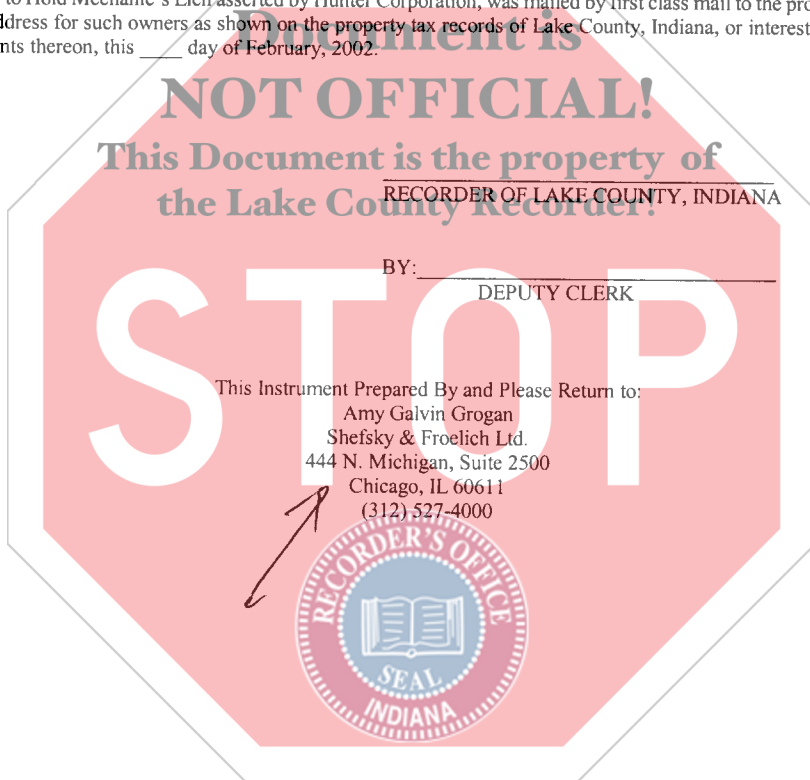 to Hold Mechanic's Lien asserted by Hunter Corporation, was mailed by first class mail to the pro
ddress for such owners as shown on the property tax records of Lake County, Indiana, or interest
nts thereon, this ____ day of February, 2002.
Document is
NOT OFFICIAL!
This Document is the property of
the Lake County Recorder!
RECORDER OF LAKE COUNTY, INDIANA
BY:
DEPUTY CLERK
STOP
This Instrument Prepared By and Please Return to:
Amy Galvin Grogan
Shefsky & Froelich Ltd.
444 N. Michigan, Suite 2500
Chicago, IL 60611
(312) 527-4000
RECORDER'S OFFICE
SEAL
INDIANA